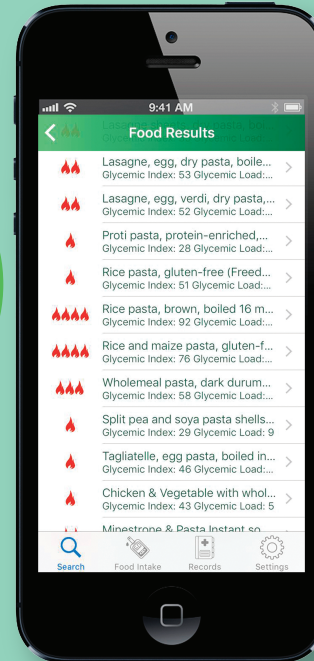 9:41 AM
Food Results
Lasagne, egg, dry pasta, boile...
Glycemic Index: 53 Glycemic Load:...
Lasagne, egg, verdi, dry pasta,...
Glycemic Index: 52 Glycemic Load:...
Proti pasta, protein-enriched,...
Glycemic Index: 28 Glycemic Load:...
Rice pasta, gluten-free (Freed...
Glycemic Index: 51 Glycemic Load:...
Rice pasta, brown, boiled 16 m...
Glycemic Index: 92 Glycemic Load:...
Rice and maize pasta, gluten-f...
Glycemic Index: 76 Glycemic Load:...
Wholemeal pasta, dark durum...
Glycemic Index: 58 Glycemic Load:...
Split pea and soya pasta shells...
Glycemic Index: 29 Glycemic Load: 9
Tagliatelle, egg pasta, boiled in...
Glycemic Index: 46 Glycemic Load:...
Chicken & Vegetable with whol...
Glycemic Index: 43 Glycemic Load: 5
Minestrone & Pasta Instant so...
Search Food Intake Records Settings